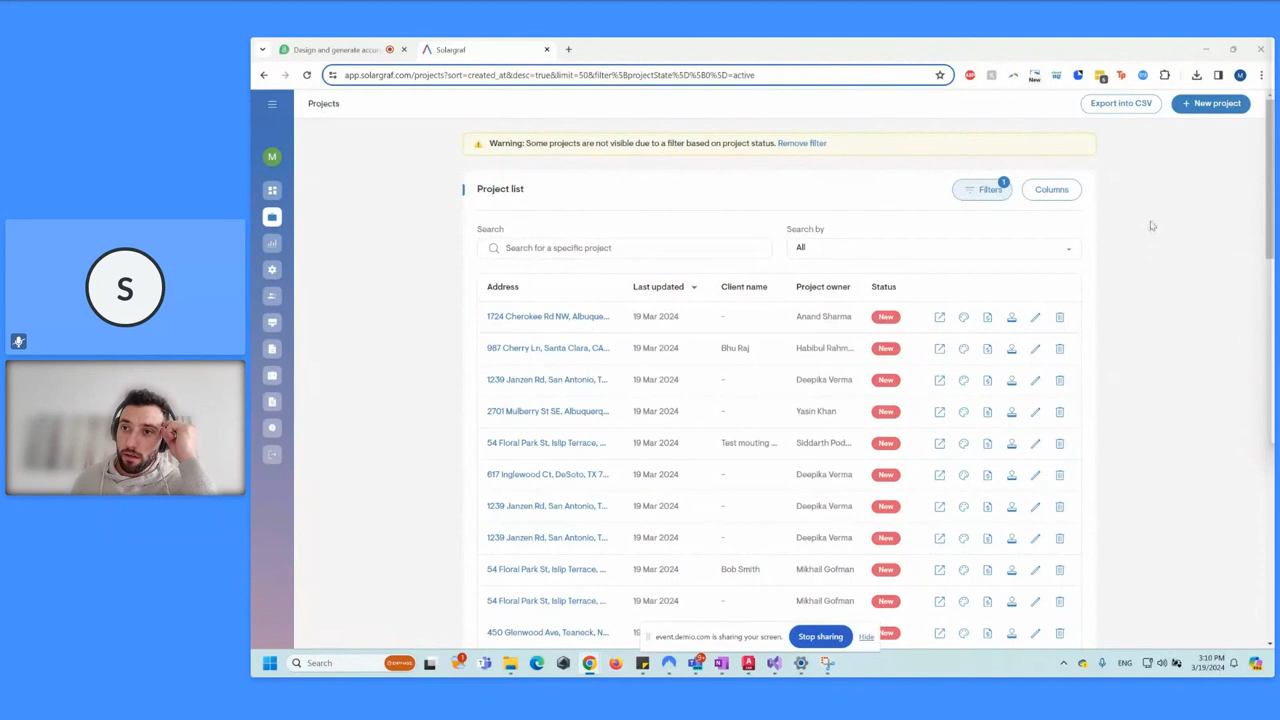 Design and generate accur
Solargraf
app.solargraf.com/projects?sort=created_at&desc=true&limit=50&filter%5BprojectState%5D%5B0%5D=active
New
6
Projects
Export into CSV
+ New project
M
M
Warning: Some projects are not visible due to a filter based on project status. Remove filter
Project list
Filters
1
Columns
Search
Search by
Search for a specific project
All
Address Last updated Client name Project owner Status
1724 Cherokee Rd NW, Albuque... 19 Mar 2024 - Anand Sharma New
987 Cherry Ln, Santa Clara, CA... 19 Mar 2024 Bhu Raj Habibul Rahm... New
1239 Janzen Rd, San Antonio, T... 19 Mar 2024 - Deepika Verma New
2701 Mulberry St SE, Albuquerq... 19 Mar 2024 - Yasin Khan New
54 Floral Park St, Islip Terrace, ... 19 Mar 2024 Test mouting ... Siddarth Pod... New
617 Inglewood Ct, DeSoto, TX 7... 19 Mar 2024 - Deepika Verma New
1239 Janzen Rd, San Antonio, T... 19 Mar 2024 - Deepika Verma New
1239 Janzen Rd, San Antonio, T... 19 Mar 2024 - Deepika Verma New
54 Floral Park St, Islip Terrace, ... 19 Mar 2024 Bob Smith Mikhail Gofman New
54 Floral Park St, Islip Terrace, ... 19 Mar 2024 - Mikhail Gofman New
450 Glenwood Ave, Teaneck, N... 19 New
event.demio.com is sharing your screen. Stop sharing Hide
S
Search
ENG
3:10 PM
3/19/2024